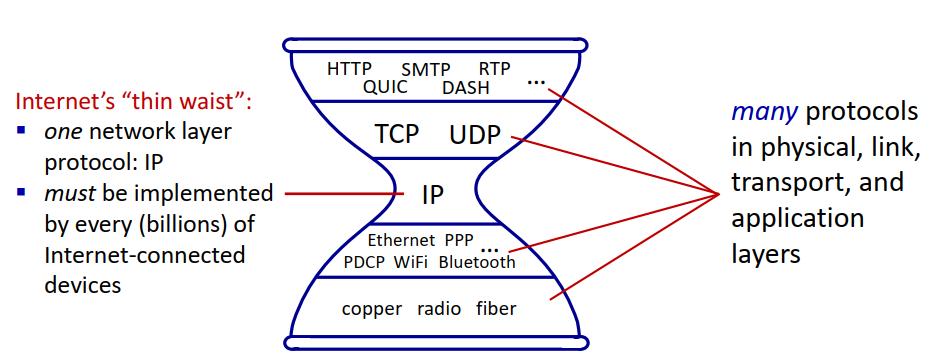 Internet's “thin waist”:
▪ one network layer
protocol: IP
▪ must be implemented
by every (billions) of
Internet-connected
devices
HTTP SMTP RTP ...
QUIC DASH
TCP UDP
IP
Ethernet PPP ...
PDCP WiFi Bluetooth
copper radio fiber
many protocols
in physical, link,
transport, and
application
layers